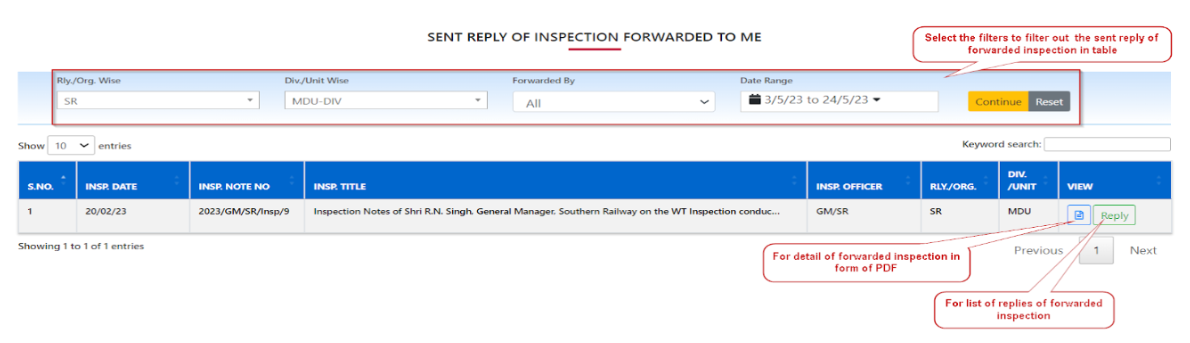 SENT REPLY OF INSPECTION FORWARDED TO ME
Select the filters to filter out the sent reply of
forwarded inspection in table
Rly./Org. Wise Div./Unit Wise Forwarded By Date Range
SR MDU-DIV All 3/5/23 to 24/5/23 Continue Reset
Show 10 entries Keyword search:
S.NO. INSP. DATE INSP. NOTE NO INSP. TITLE INSP. OFFICER RLY./ORG. DIV.
/UNIT VIEW
1 20/02/23 2023/GM/SR/Insp/9 Inspection Notes of Shri R.N. Singh. General Manager. Southern Railway on the WT Inspection conduc... GM/SR SR MDU Reply
Showing 1 to 1 of 1 entries Previous 1 Next
For detail of forwarded inspection in
form of PDF
For list of replies of forwarded
inspection